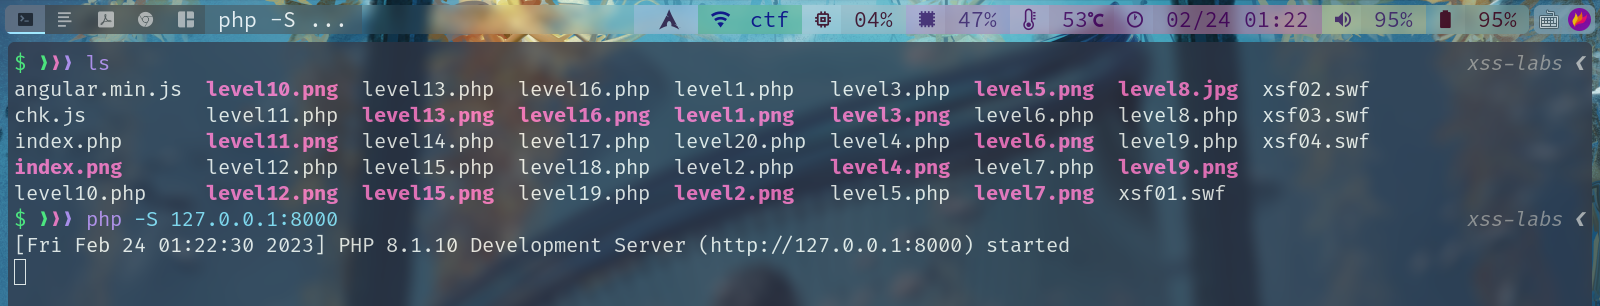 php -S ... ctf 04% 47% 53℃ 02/24 01:22 95% 95%
$ ❯❯❯ ls xss-labs ❮
angular.min.js level10.png level13.php level16.php level1.php level3.php level5.png level8.jpg xsf02.swf
chk.js level11.php level13.png level16.png level1.png level3.png level6.php level8.php xsf03.swf
index.php level11.png level14.php level17.php level20.php level4.php level6.png level9.php xsf04.swf
index.png level12.php level15.php level18.php level2.php level4.png level7.php level9.png
level10.php level12.png level15.png level19.php level2.png level5.php level7.png xsf01.swf
$ ❯❯❯ php -S 127.0.0.1:8000 xss-labs ❮
[Fri Feb 24 01:22:30 2023] PHP 8.1.10 Development Server (http://127.0.0.1:8000) started